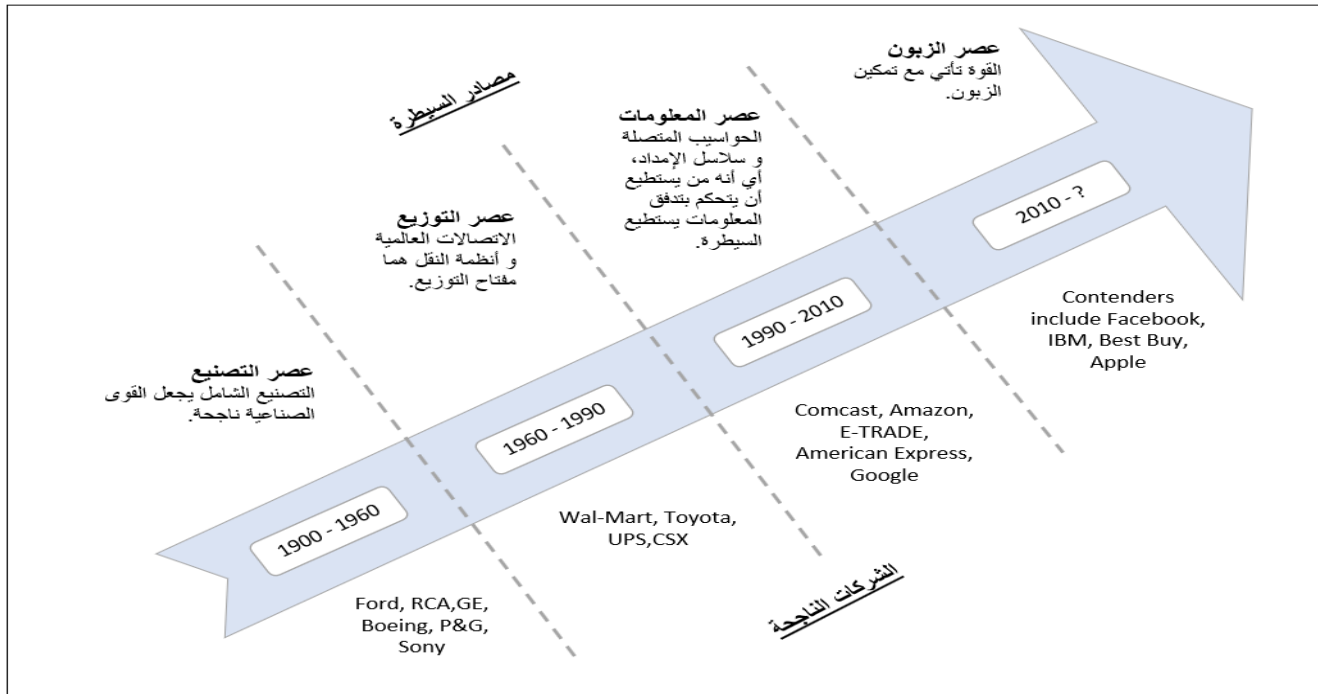 مصادر السيطرة
عصر التصنيع
التصنيع الشامل يجعل القوى
الصناعية ناجحة.
عصر التوزيع
الاتصالات العالمية
و أنظمة النقل هما
مفتاح التوزيع.
عصر المعلومات
الحواسيب المتصلة
و سلاسل الإمداد،
أي أنه من يستطيع
أن يتحكم بتدفق
المعلومات يستطيع
السيطرة.
عصر الزبون
القوة تأتي مع تمكين
الزبون.
1900 - 1960
1960 - 1990
1990 - 2010
2010 - ?
الشركات الناجحة
Ford, RCA,GE,
Boeing, P&G,
Sony
Wal-Mart, Toyota,
UPS,CSX
Comcast, Amazon,
E-TRADE,
American Express,
Google
Contenders
include Facebook,
IBM, Best Buy,
Apple